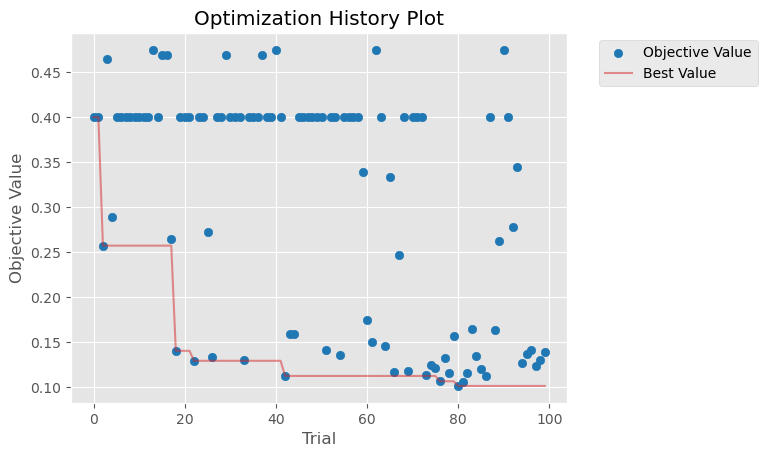 Optimization History Plot
Objective Value
Best Value
Objective Value
0.45
0.40
0.35
0.30
0.25
0.20
0.15
0.10
0
20
40
60
80
100
Trial